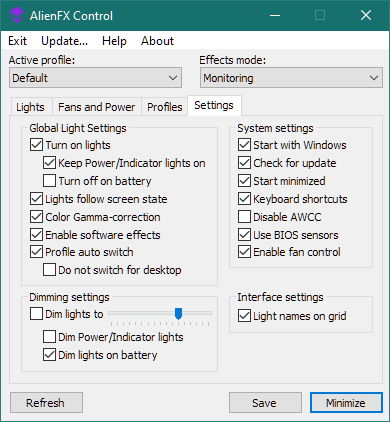 AlienFX Control
Exit Update... Help About
Active profile: Effects mode:
Default Monitoring
Lights Fans and Power Profiles Settings
Global Light Settings
Turn on lights
Keep Power/Indicator lights on
Turn off on battery
Lights follow screen state
Color Gamma-correction
Enable software effects
Profile auto switch
Do not switch for desktop
System settings
Start with Windows
Check for update
Start minimized
Keyboard shortcuts
Disable AWCC
Use BIOS sensors
Enable fan control
Dimming settings
Dim lights to
Dim Power/Indicator lights
Dim lights on battery
Interface settings
Light names on grid
Refresh Save Minimize